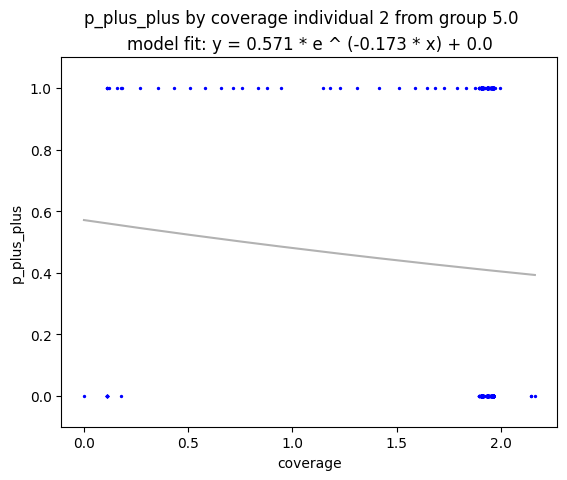 p_plus_plus by coverage individual 2 from group 5.0
model fit: y = 0.571 * e ^ (-0.173 * x) + 0.0
1.0
0.8
0.6
0.4
0.2
0.0
p_plus_plus
0.0 0.5 1.0 1.5 2.0
coverage